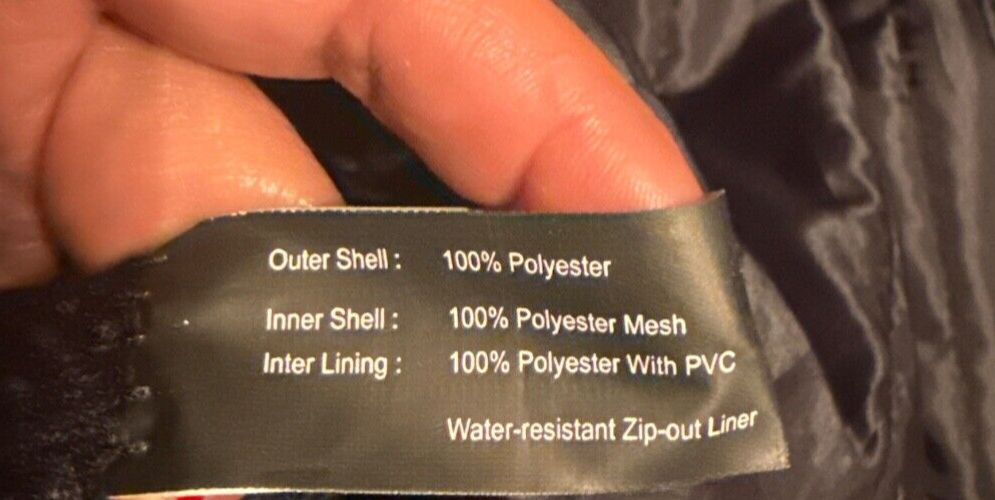 Outer Shell : 100% Polyester
Inner Shell : 100% Polyester Mesh
Inter Lining : 100% Polyester With PVC
Water-resistant Zip-out Liner